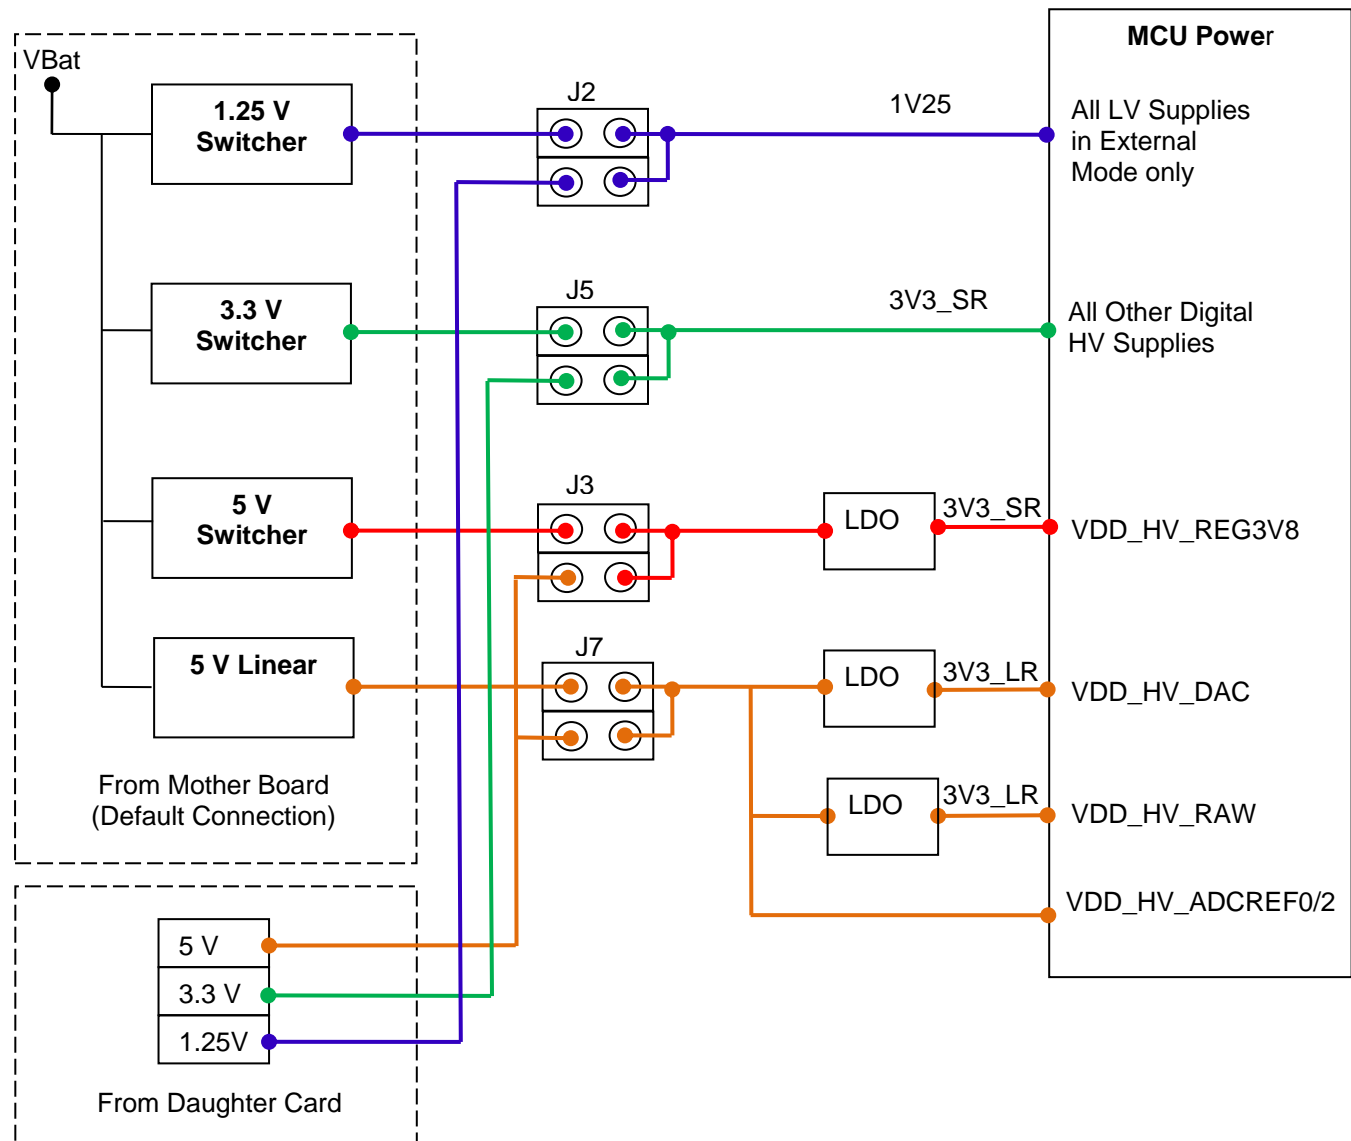 MCU Power
VBat
1.25 V
Switcher
J2
1V25
All LV Supplies
in External
Mode only
3.3 V
Switcher
J5
3V3_SR
All Other Digital
HV Supplies
5 V
Switcher
J3
LDO
3V3_SR
VDD_HV_REG3V8
5 V Linear
J7
LDO
3V3_LR
VDD_HV_DAC
From Mother Board
(Default Connection)
LDO
3V3_LR
VDD_HV_RAW
VDD_HV_ADCREF0/2
5 V
3.3 V
1.25V
From Daughter Card